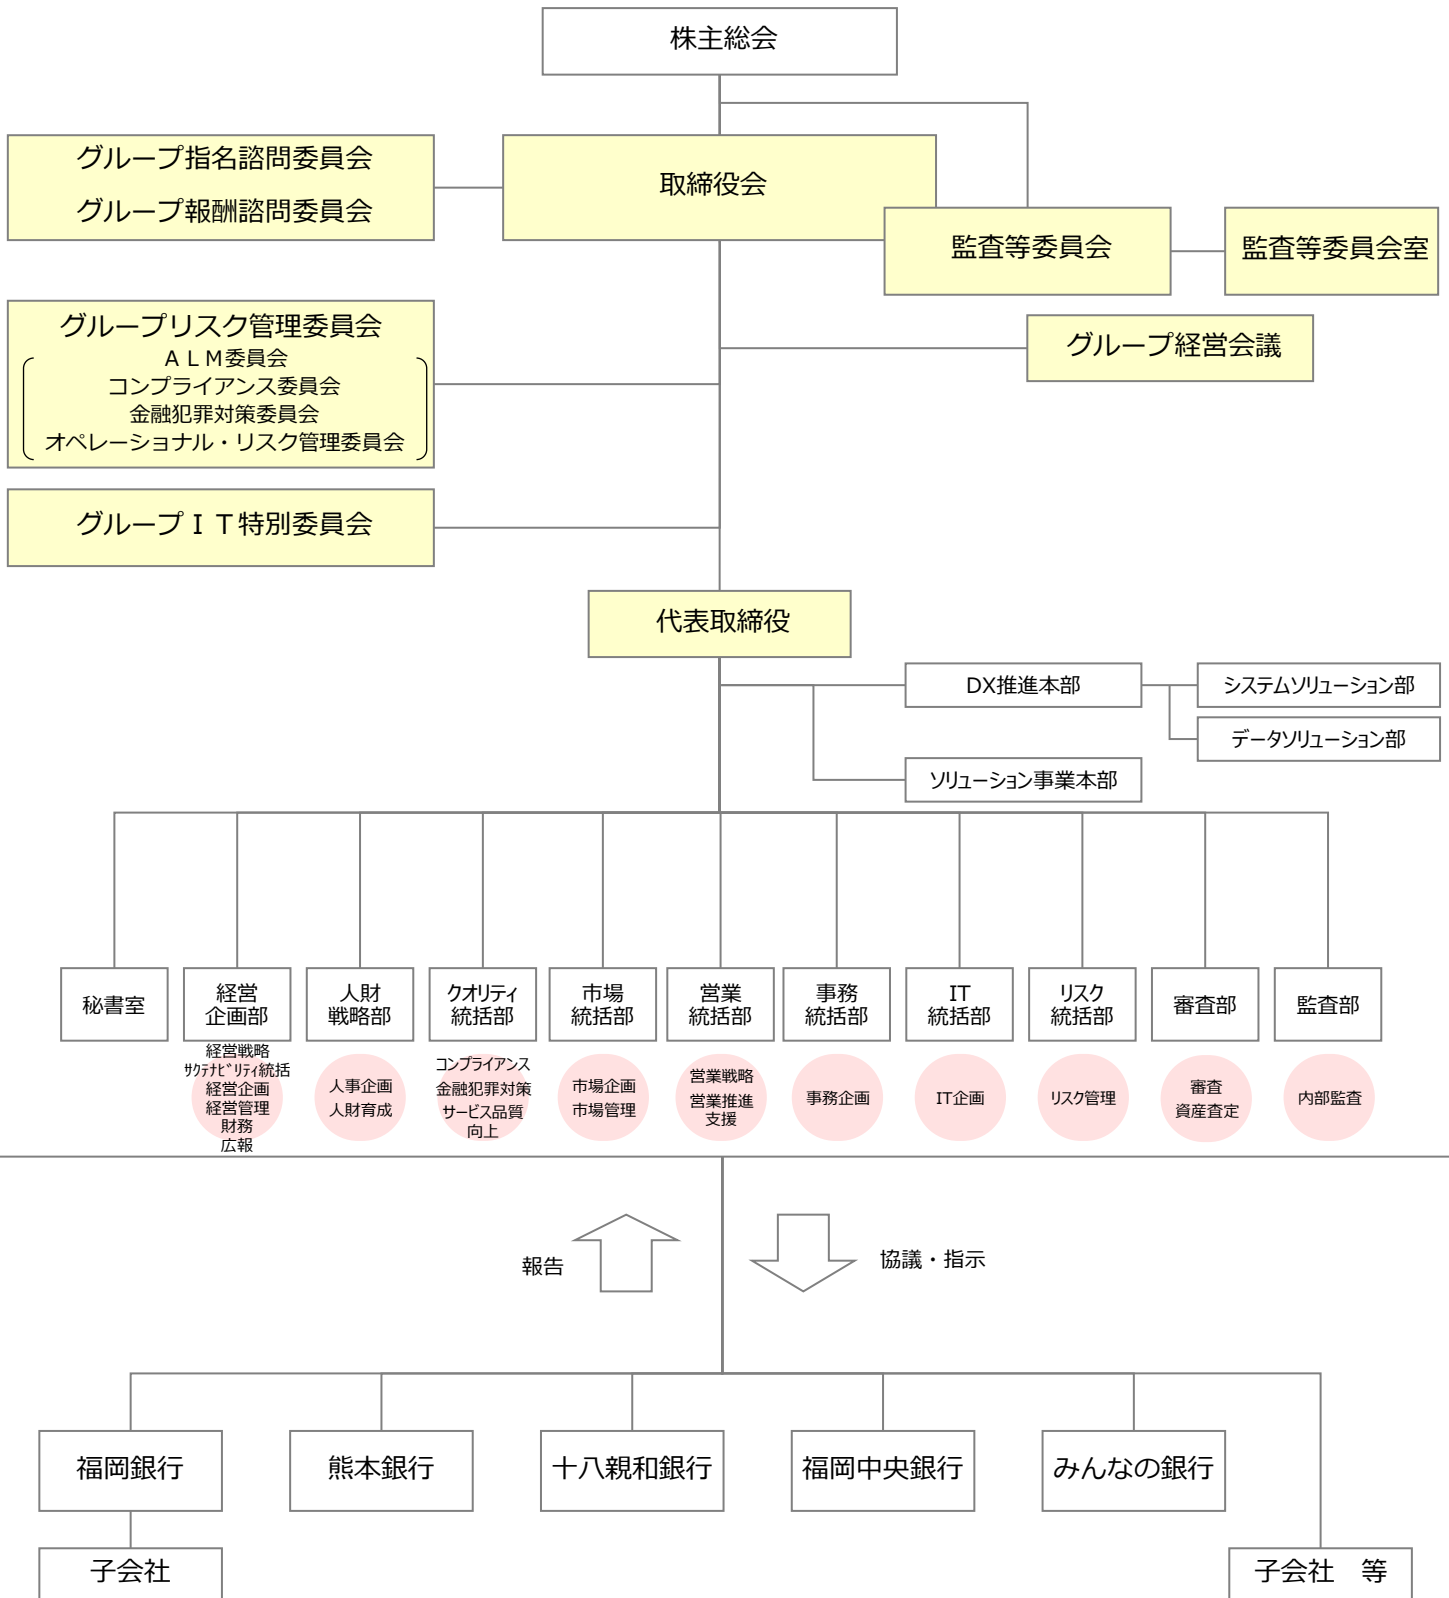 株主総会
グループ指名諮問委員会
グループ報酬諮問委員会
取締役会
監査等委員会
監査等委員会室
グループリスク管理委員会
ＡＬＭ委員会
コンプライアンス委員会
金融犯罪対策委員会
オペレーショナル・リスク管理委員会
グループ経営会議
グループＩＴ特別委員会
代表取締役
DX推進本部
システムソリューション部
データソリューション部
ソリューション事業本部
秘書室
経営
企画部
人財
戦略部
クオリティ
統括部
市場
統括部
営業
統括部
事務
統括部
IT
統括部
リスク
統括部
審査部
監査部
経営戦略
ｻｸﾃﾅﾋﾞﾘﾃｨ統括
経営企画
経営管理
財務
広報
人事企画
人財育成
コンプライアンス
金融犯罪対策
サービス品質
向上
市場企画
市場管理
営業戦略
営業推進
支援
事務企画
IT企画
リスク管理
審査
資産査定
内部監査
報告
協議・指示
福岡銀行
熊本銀行
十八親和銀行
福岡中央銀行
みんなの銀行
子会社
子会社　等